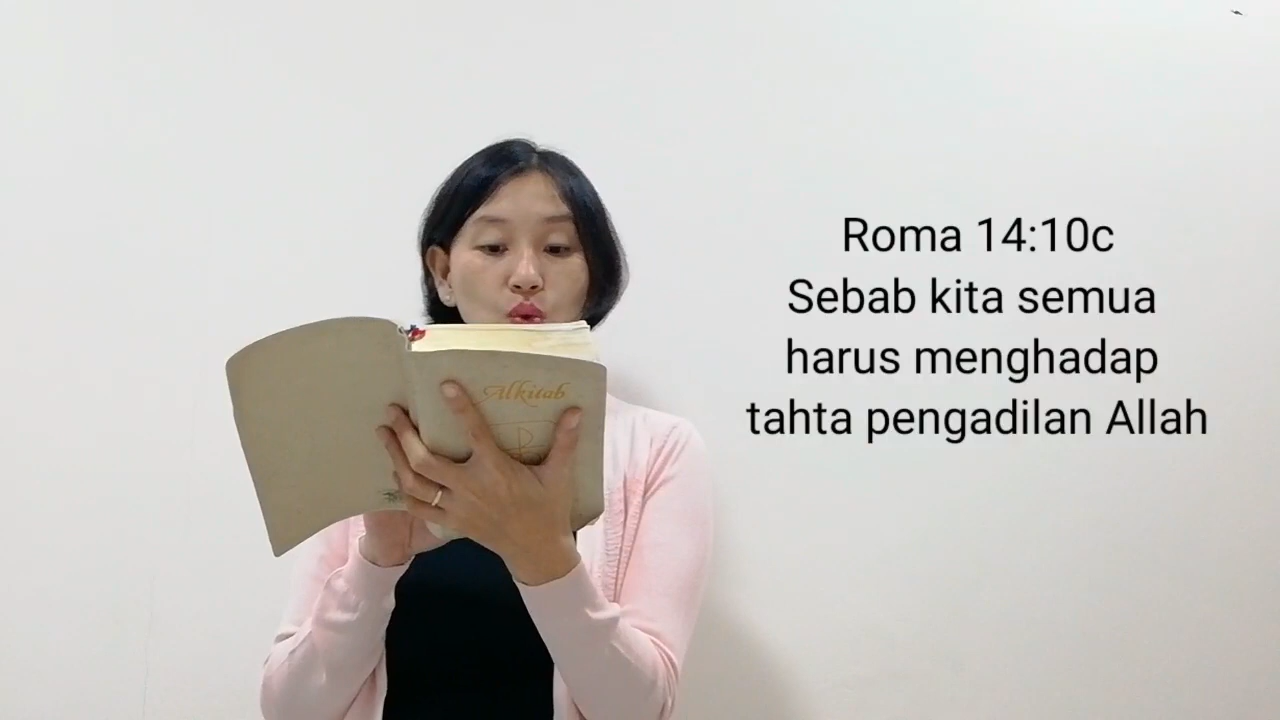 Roma 14:10c
Sebab kita semua
harus menghadap
tahta pengadilan Allah
Alkitab